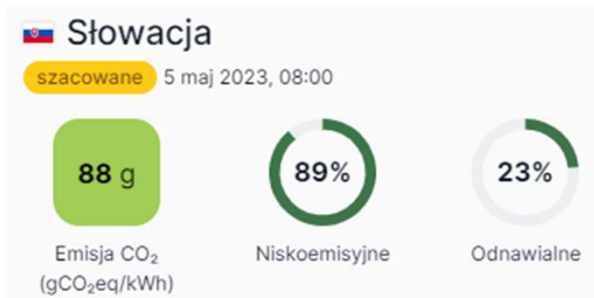 Słowacja
szacowane 5 maj 2023, 08:00
88 g
89%
23%
Emisja CO₂
(gCO₂eq/kWh)
Niskoemisyjne
Odnawialne